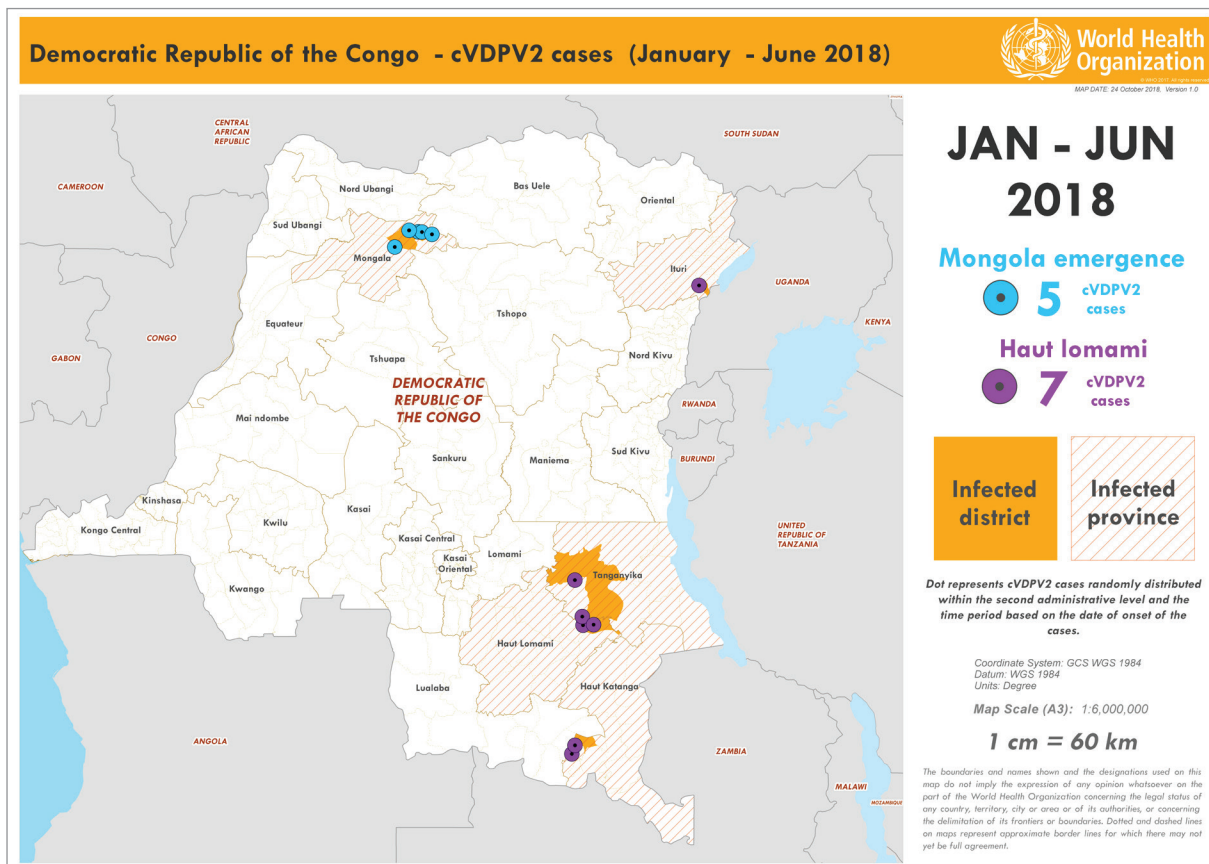 Democratic Republic of the Congo - cVDPV2 cases (January - June 2018)
World Health
Organization
© WHO 2017. All rights reserved.
MAP DATE: 24 October 2018, Version 1.0
CENTRAL
AFRICAN
REPUBLIC
SOUTH SUDAN
CAMEROON
Nord Ubangi
Bas Uele
Oriental
Sud Ubangi
Mongala
Ituri
UGANDA
Equateur
Tshopo
CONGO
KENYA
GABON
Tshuapa
Nord Kivu
DEMOCRATIC
REPUBLIC OF
THE CONGO
RWANDA
Mai ndombe
Sankuru
Maniema
Sud Kivu
BURUNDI
Kinshasa
Kongo Central
Kwilu
Kasai
Kasai Central
Kasai
Oriental
Lomami
UNITED
REPUBLIC OF
TANZANIA
Tanganyika
Kwango
Haut Lomami
Lualaba
Haut Katanga
ANGOLA
ZAMBIA
MALAWI
MOZAMBIQUE
JAN - JUN
2018
Mongola emergence
5 cVDPV2
cases
Haut lomami
7 cVDPV2
cases
Infected
district
Infected
province
Dot represents cVDPV2 cases randomly distributed
within the second administrative level and the
time period based on the date of onset of the
cases.
Coordinate System: GCS WGS 1984
Datum: WGS 1984
Units: Degree
Map Scale (A3): 1:6,000,000
1 cm = 60 km
The boundaries and names shown and the designations used on this
map do not imply the expression of any opinion whatsoever on the
part of the World Health Organization concerning the legal status of
any country, territory, city or area or of its authorities, or concerning
the delimitation of its frontiers or boundaries. Dotted and dashed lines
on maps represent approximate border lines for which there may not
yet be full agreement.